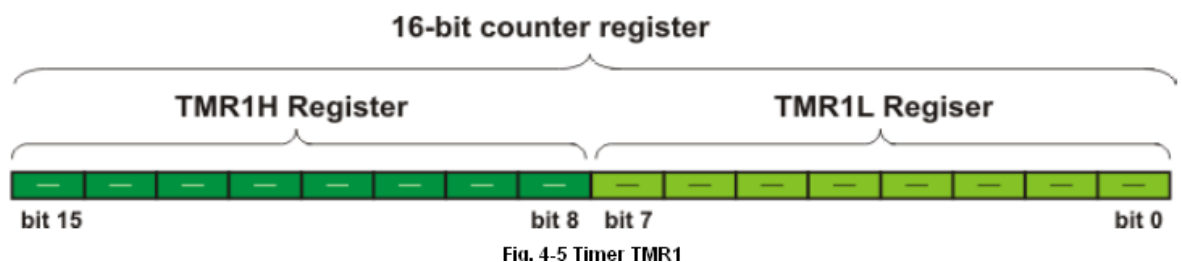 16-bit counter register
TMR1H Register TMR1L Regiser
bit 15 bit 8 bit 7 bit 0
Fig. 4-5 Timer TMR1